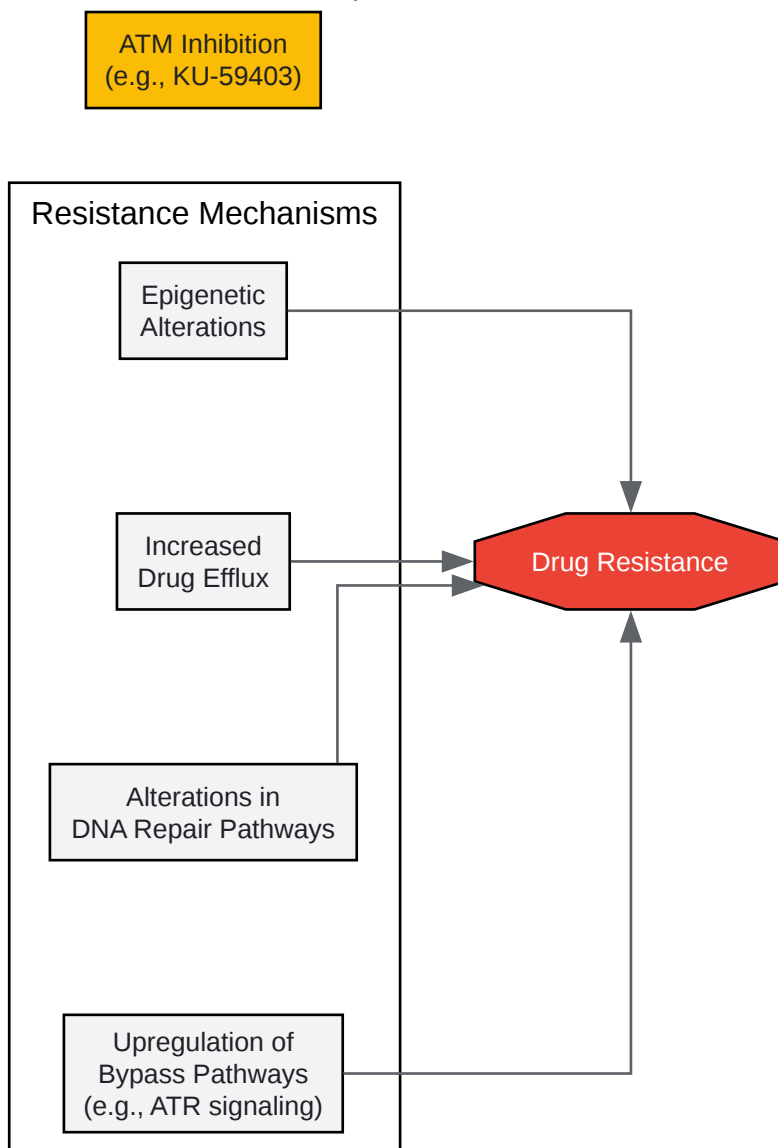 ATM Inhibition
(e.g., KU-59403)
Resistance Mechanisms
Epigenetic
Alterations
Increased
Drug Efflux
Drug Resistance
Alterations in
DNA Repair Pathways
Upregulation of
Bypass Pathways
(e.g., ATR signaling)